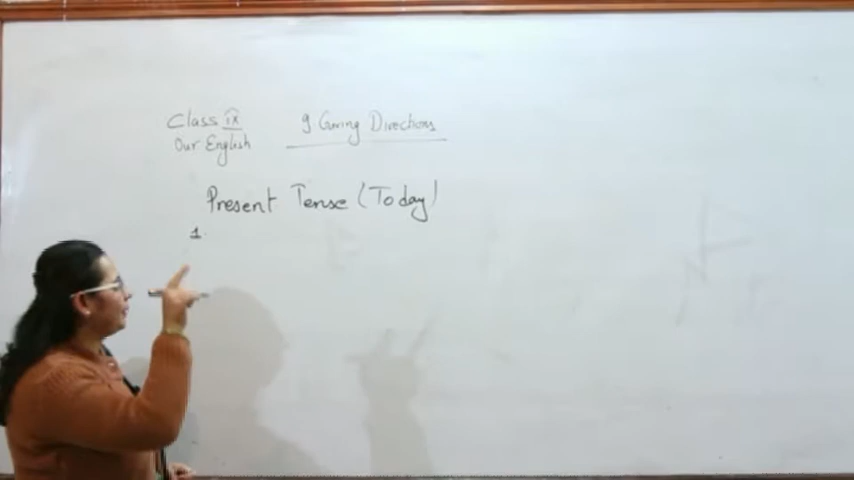 Class IX 9 Giving Directions
Our English
Present Tense (Today)
1.